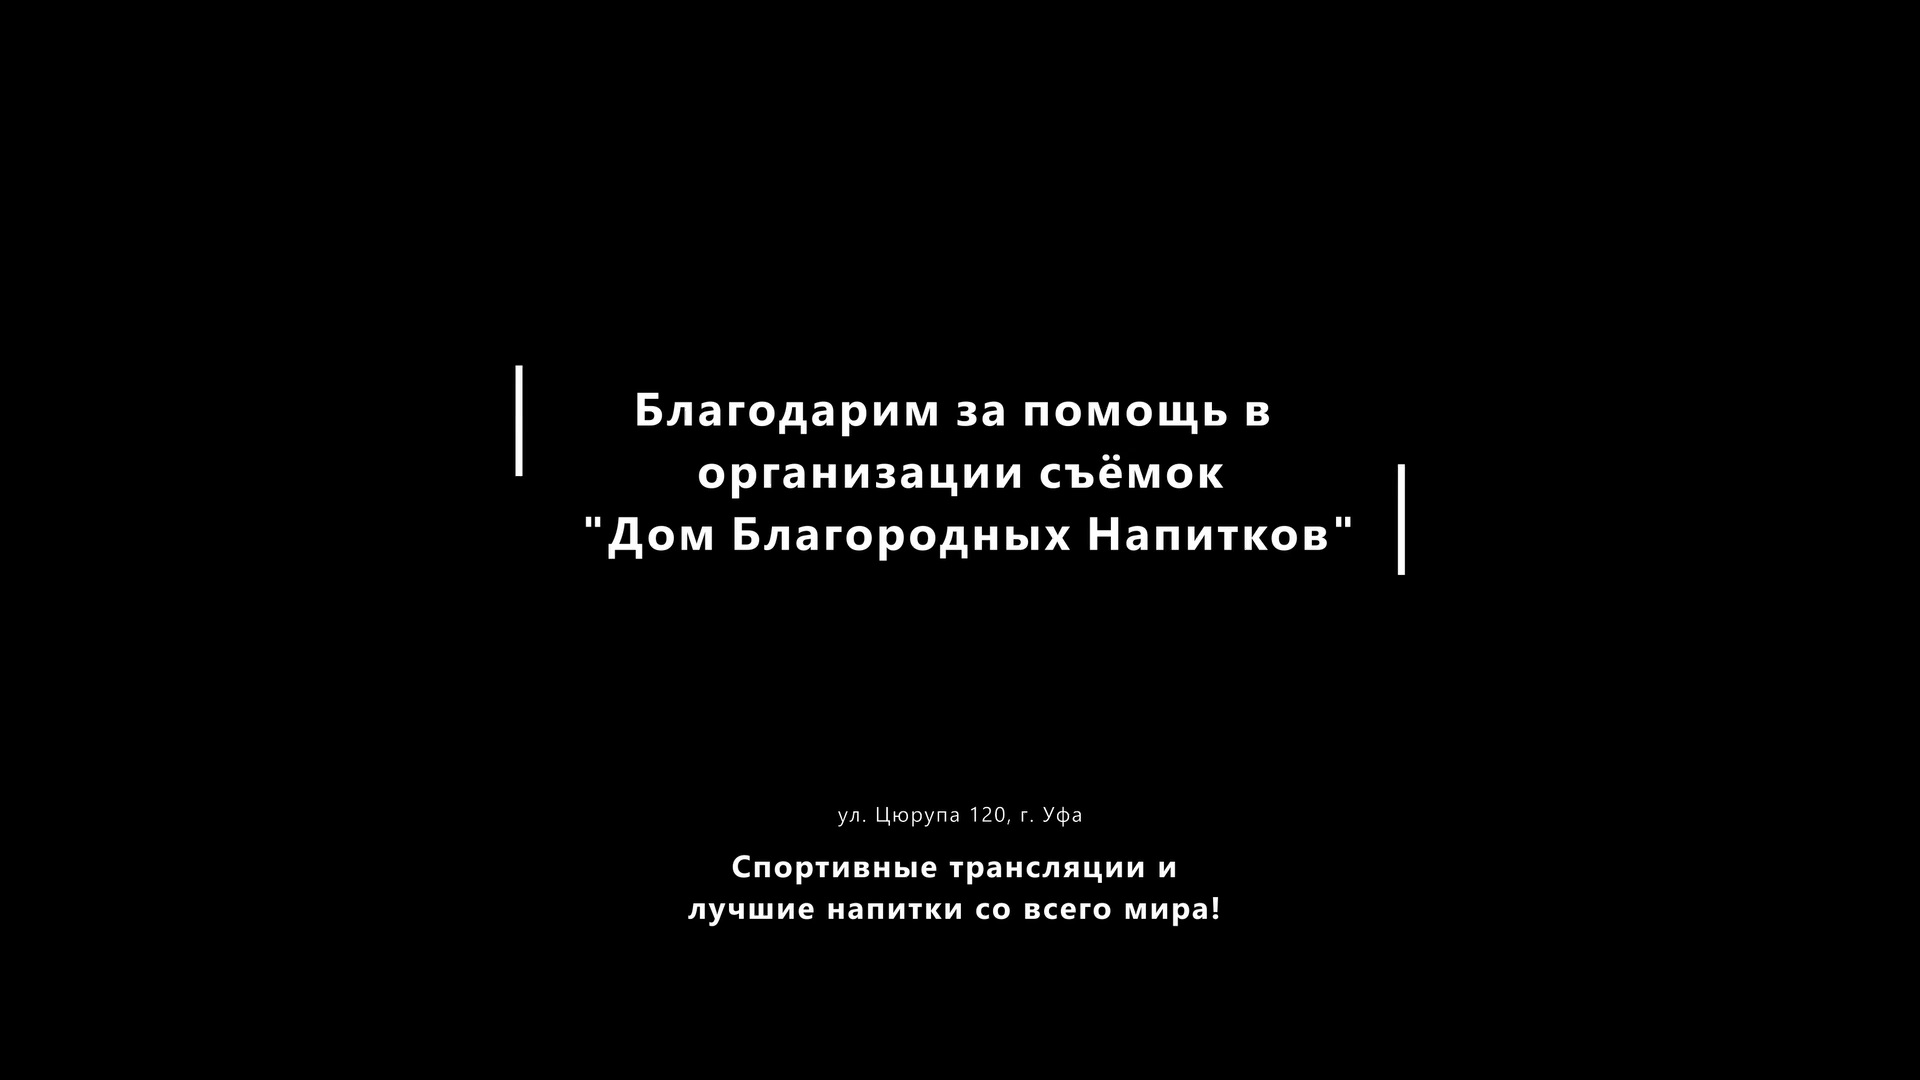 Благодарим за помощь в
организации съёмок
"Дом Благородных Напитков"
ул. Цюрупа 120, г. Уфа
Спортивные трансляции и
лучшие напитки со всего мира!